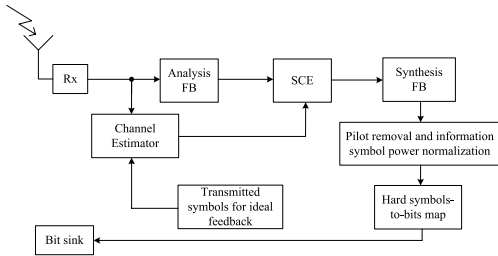 Rx
Analysis
FB
SCE
Synthesis
FB
Channel
Estimator
Pilot removal and information
symbol power normalization
Transmitted
symbols for ideal
feedback
Hard symbols-
to-bits map
Bit sink